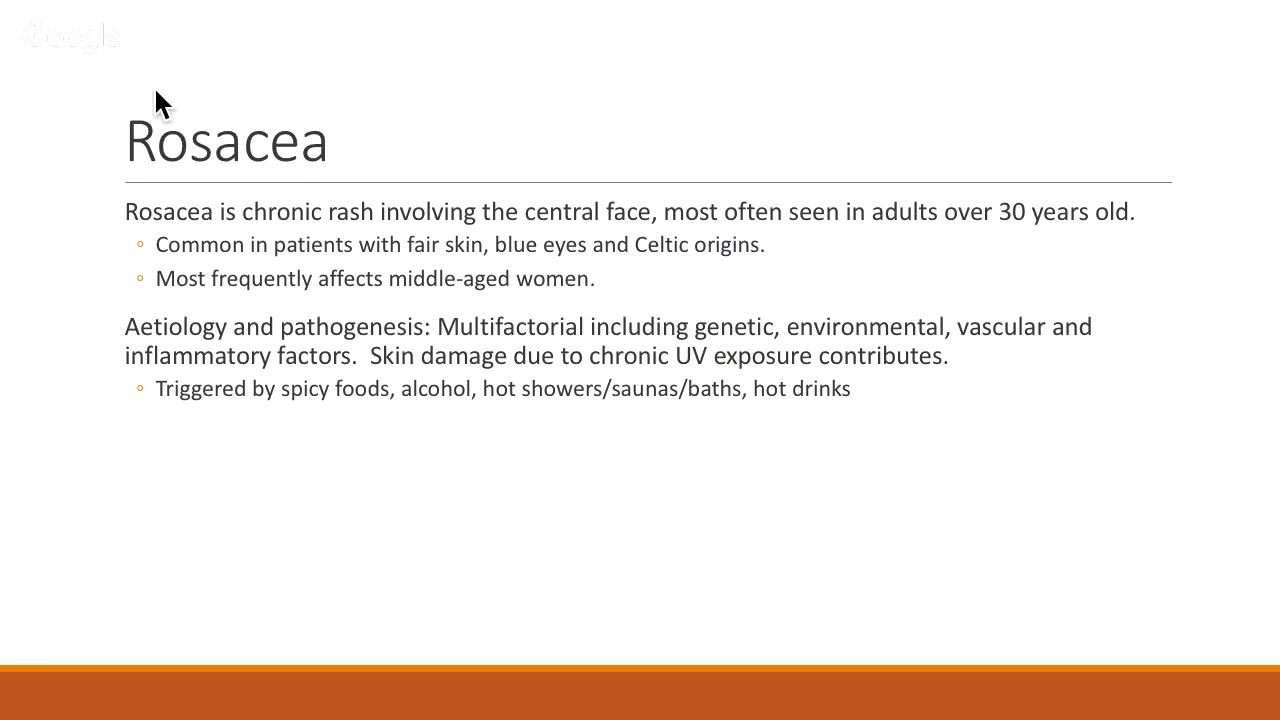 Google
Rosacea
Rosacea is chronic rash involving the central face, most often seen in adults over 30 years old.
◦ Common in patients with fair skin, blue eyes and Celtic origins.
◦ Most frequently affects middle-aged women.
Aetiology and pathogenesis: Multifactorial including genetic, environmental, vascular and
inflammatory factors.  Skin damage due to chronic UV exposure contributes.
◦ Triggered by spicy foods, alcohol, hot showers/saunas/baths, hot drinks